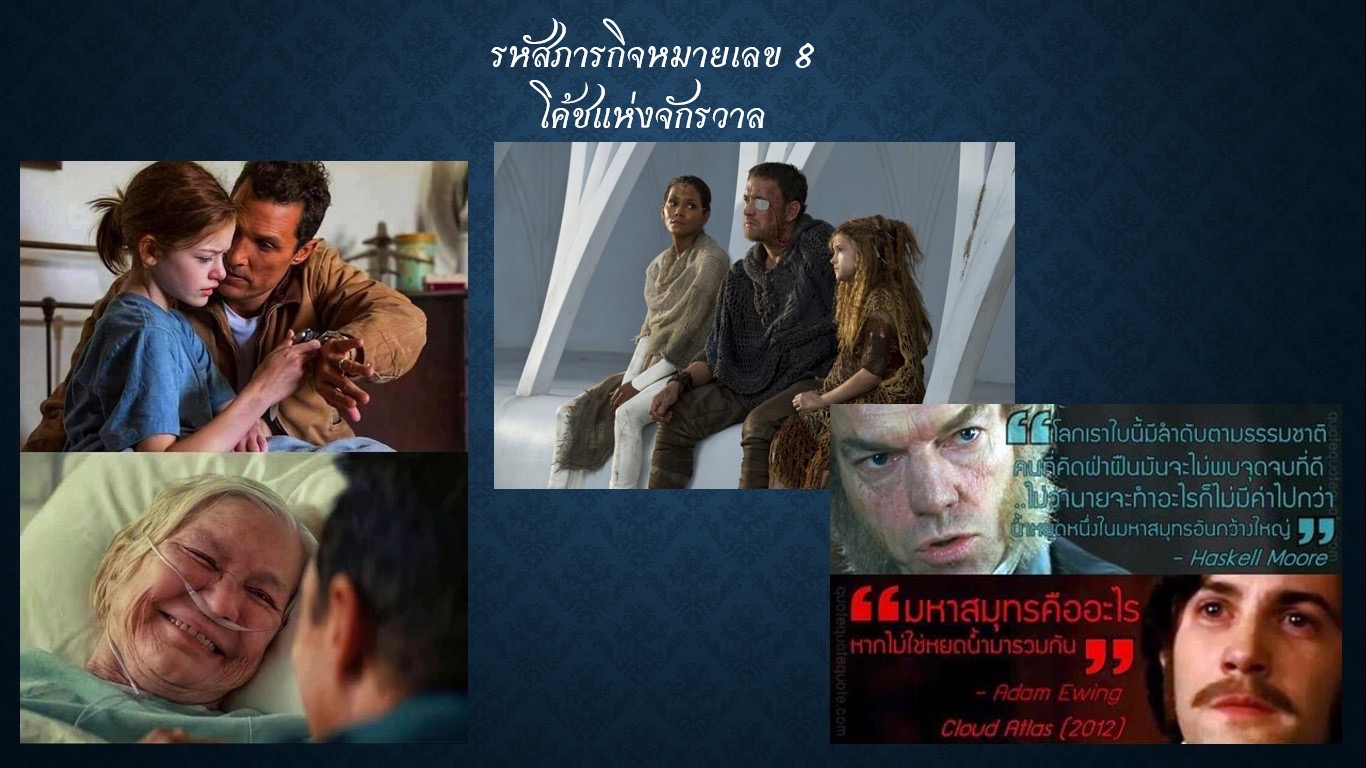 รหัสภารกิจหมายเลข 8
โค้ชแห่งจักรวาล
“โลกเราใบนี้มีลำดับตามธรรมชาติ
คนที่คิดฝ่าฝืนมันจะไม่พบจุดจบที่ดี
..ไม่ว่านายจะทำอะไรก็ไม่มีค่าไปกว่า
น้ำหยดหนึ่งในมหาสมุทรอันกว้างใหญ่”
- Haskell Moore
“มหาสมุทรคืออะไร
หากไม่ใช่หยดน้ำมารวมกัน”
- Adam Ewing
Cloud Atlas (2012)
quotequotequote.com